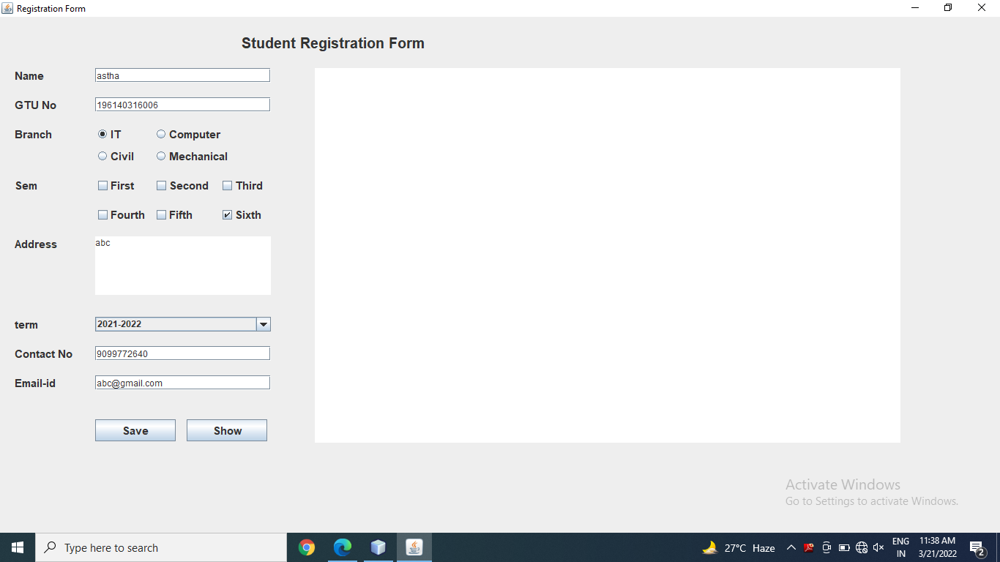 Registration Form
Student Registration Form
Name astha
GTU No 196140316006
Branch IT Computer
Civil Mechanical
Sem First Second Third
Fourth Fifth Sixth
Address abc
term 2021-2022
Contact No 9099772640
Email-id abc@gmail.com
Save Show
Activate Windows
Go to Settings to activate Windows.
Type here to search
27°C Haze
ENG
IN
11:38 AM
3/21/2022
2